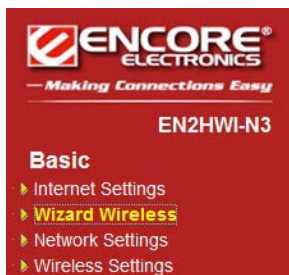 ENCORE®
ELECTRONICS
—Making Connections Easy
EN2HWI-N3
Basic
Internet Settings
Wizard Wireless
Network Settings
Wireless Settings